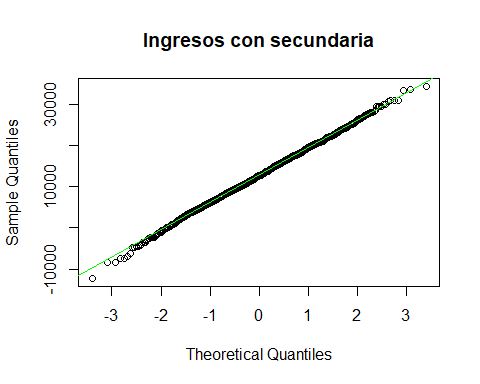 Ingresos con secundaria
Sample Quantiles
30000
10000
-10000
-3 -2 -1 0 1 2 3
Theoretical Quantiles